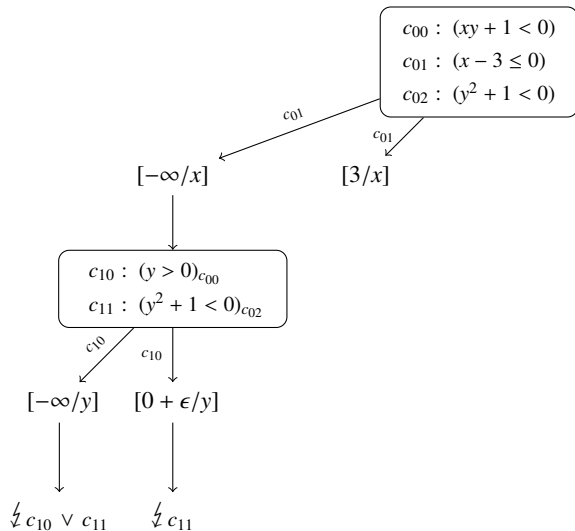 c₀₀ : (xy + 1 < 0)
c₀₁ : (x − 3 ≤ 0)
c₀₂ : (y² + 1 < 0)
c₀₁
c₀₁
[−∞/x]
[3/x]
c₁₀ : (y > 0)c₀₀
c₁₁ : (y² + 1 < 0)c₀₂
c₁₀
c₁₀
[−∞/y]
[0 + ϵ/y]
↯ c₁₀ ∨ c₁₁
↯ c₁₁